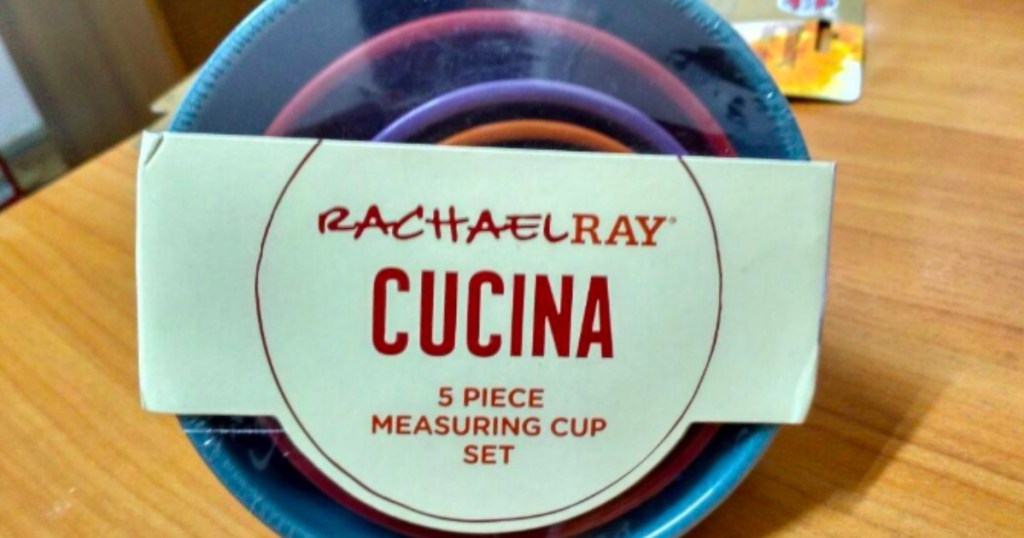 RACHAELRAY®
CUCINA
5 PIECE
MEASURING CUP
SET